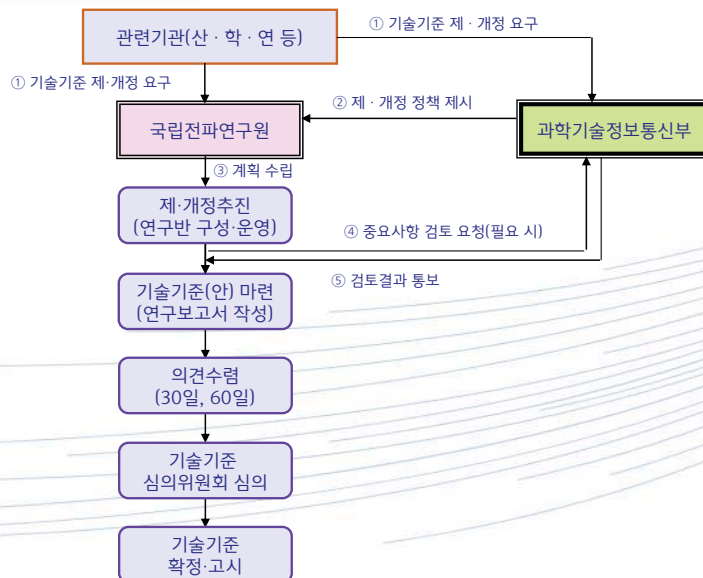 관련기관(산 · 학 · 연 등)
① 기술기준 제 · 개정 요구
① 기술기준 제·개정 요구
② 제 · 개정 정책 제시
국립전파연구원
과학기술정보통신부
③ 계획 수립
제·개정추진
(연구반 구성·운영)
④ 중요사항 검토 요청(필요 시)
⑤ 검토결과 통보
기술기준(안) 마련
(연구보고서 작성)
의견수렴
(30일, 60일)
기술기준
심의위원회 심의
기술기준
확정·고시